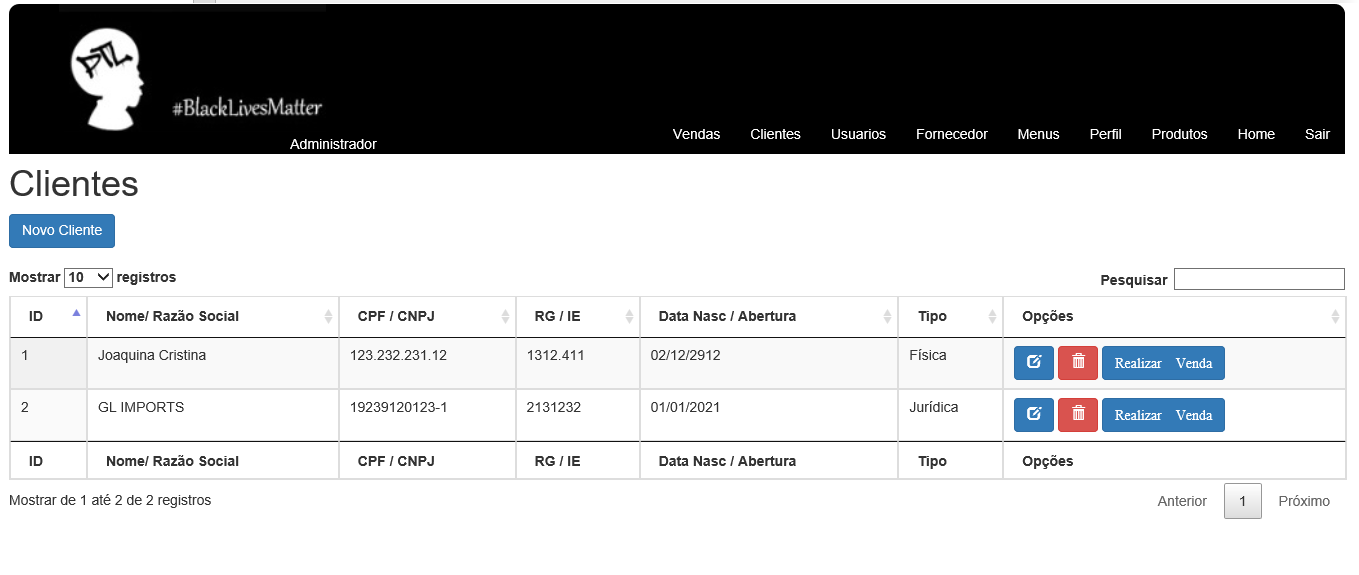 PTL
#BlackLivesMatter
Administrador
Vendas Clientes Usuarios Fornecedor Menus Perfil Produtos Home Sair
Clientes
Novo Cliente
Mostrar 10 registros
Pesquisar
ID Nome/ Razão Social CPF / CNPJ RG / IE Data Nasc / Abertura Tipo Opções
1 Joaquina Cristina 123.232.231.12 1312.411 02/12/2912 Física Realizar Venda
2 GL IMPORTS 19239120123-1 2131232 01/01/2021 Jurídica Realizar Venda
ID Nome/ Razão Social CPF / CNPJ RG / IE Data Nasc / Abertura Tipo Opções
Mostrar de 1 até 2 de 2 registros
Anterior 1 Próximo